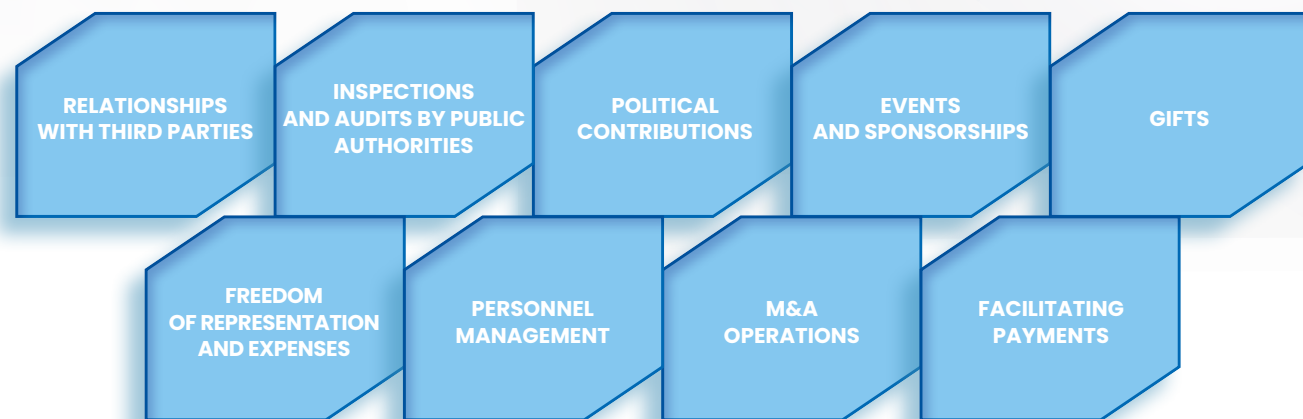 RELATIONSHIPS
WITH THIRD PARTIES
INSPECTIONS
AND AUDITS BY PUBLIC
AUTHORITIES
POLITICAL
CONTRIBUTIONS
EVENTS
AND SPONSORSHIPS
GIFTS
FREEDOM
OF REPRESENTATION
AND EXPENSES
PERSONNEL
MANAGEMENT
M&A
OPERATIONS
FACILITATING
PAYMENTS